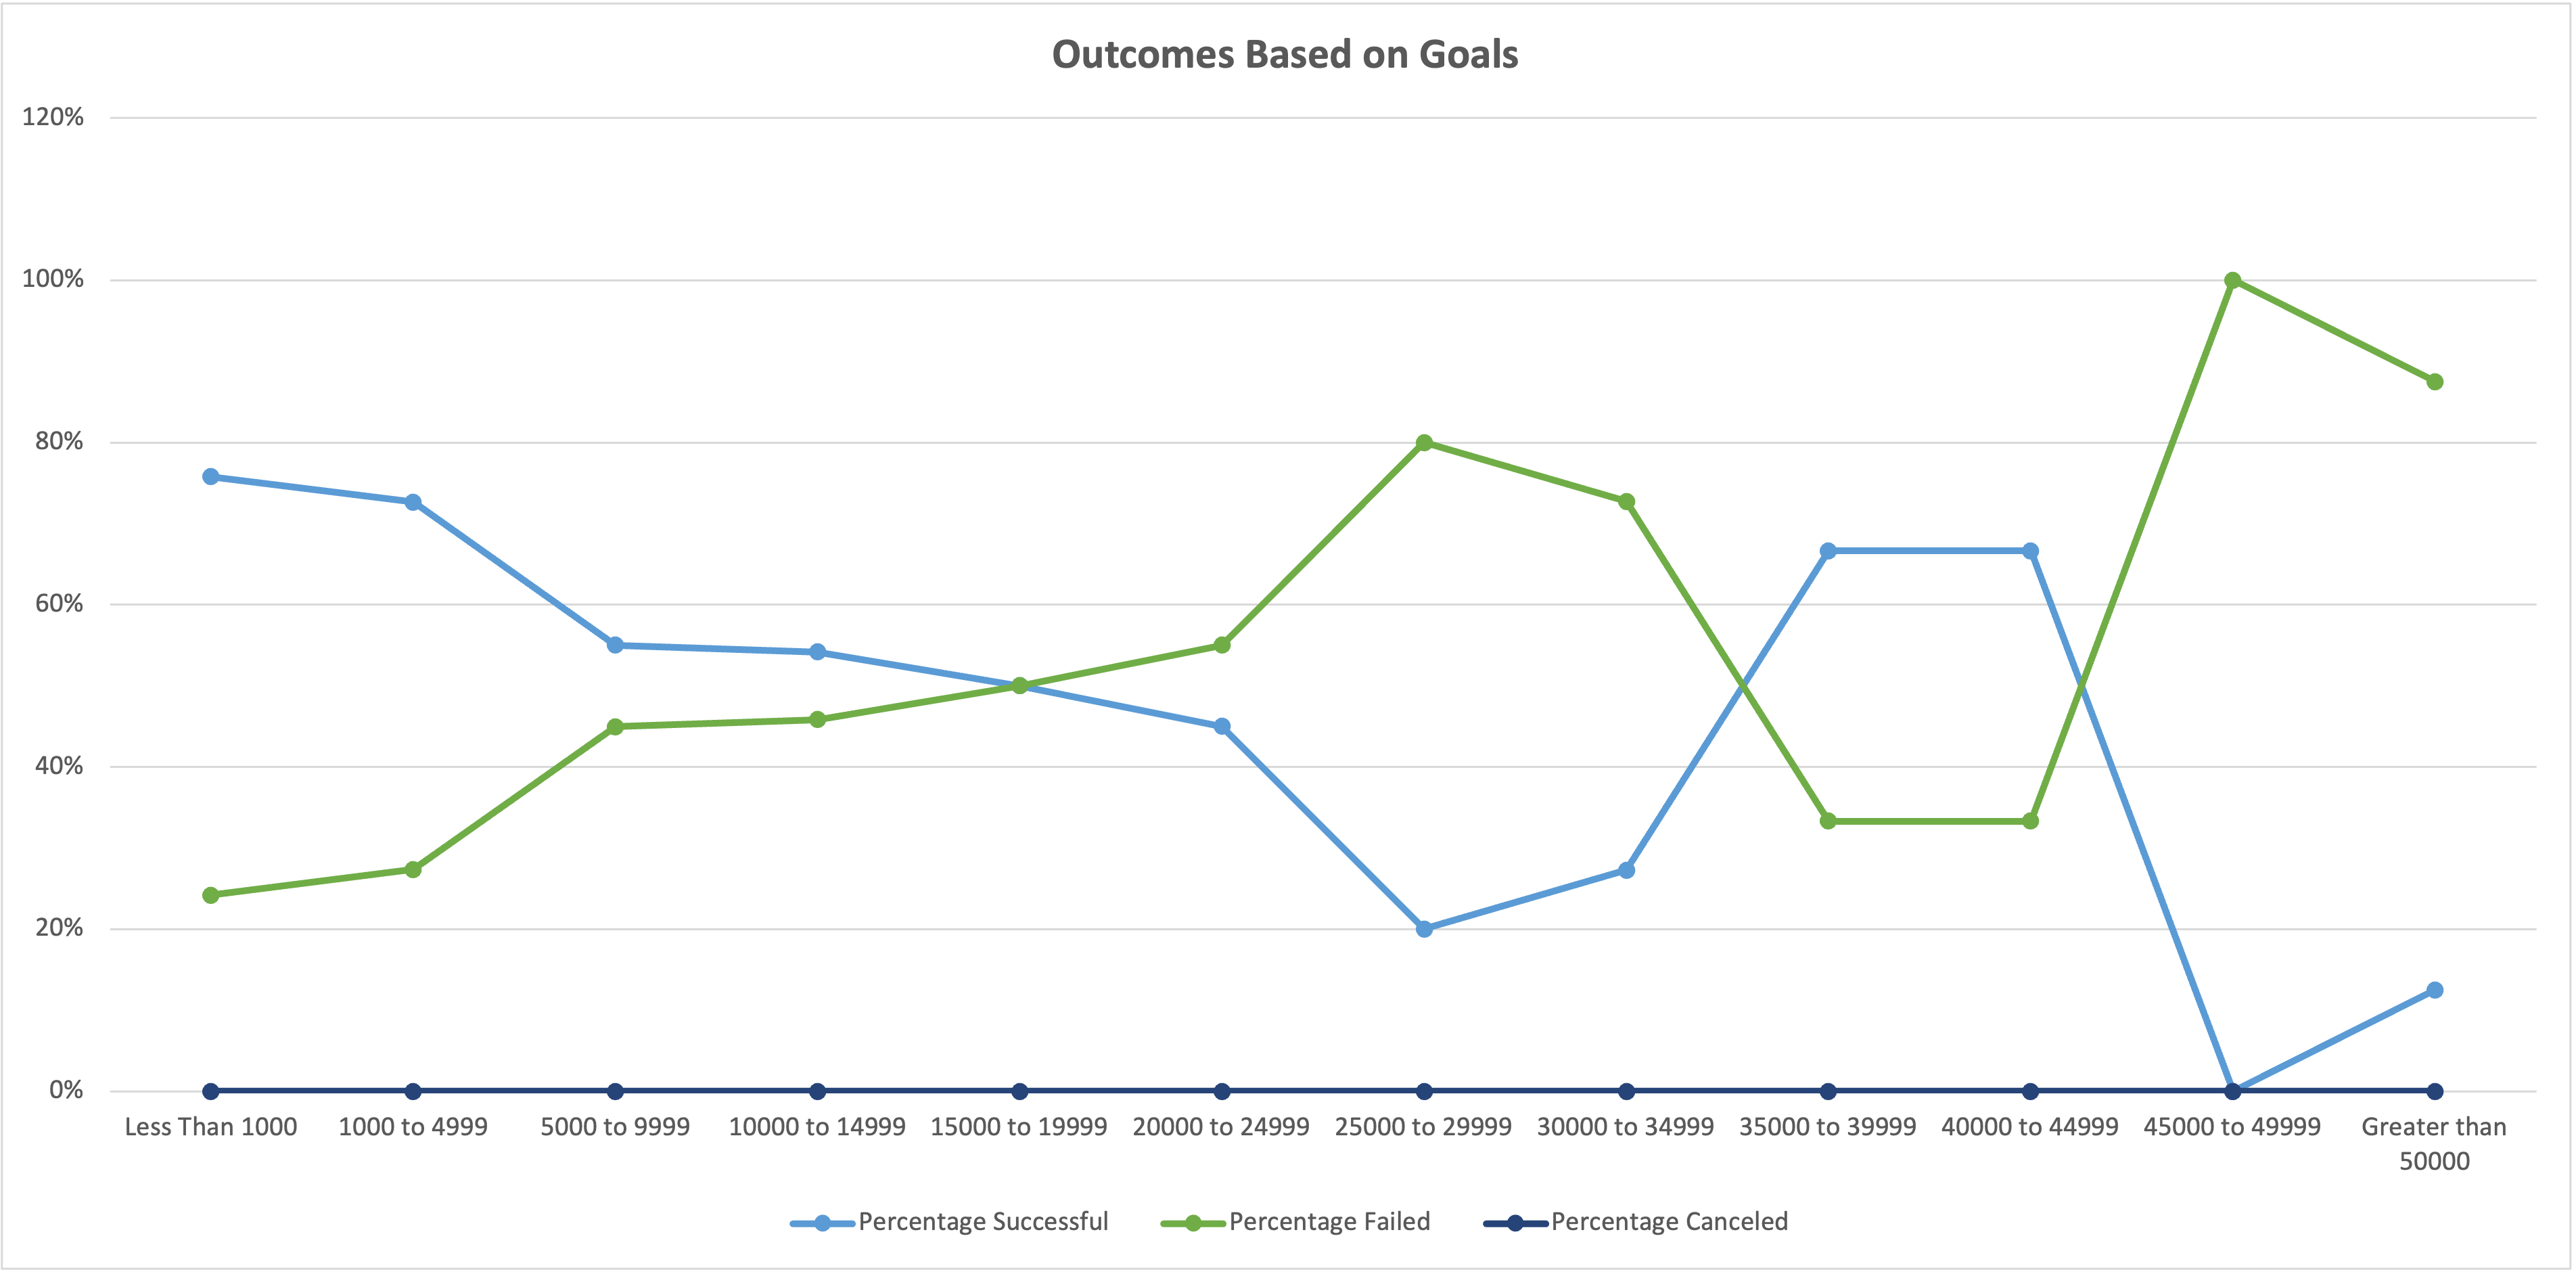 Outcomes Based on Goals
120%
100%
80%
60%
40%
20%
0%
Less Than 1000
1000 to 4999
5000 to 9999
10000 to 14999
15000 to 19999
20000 to 24999
25000 to 29999
30000 to 34999
35000 to 39999
40000 to 44999
45000 to 49999
Greater than
50000
Percentage Successful
Percentage Failed
Percentage Canceled